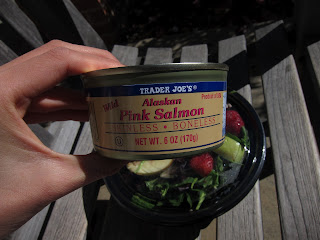 TRADER JOE'S®
Wild
Alaskan
Pink Salmon
SKINLESS • BONELESS
NET WT. 6 OZ (170g)